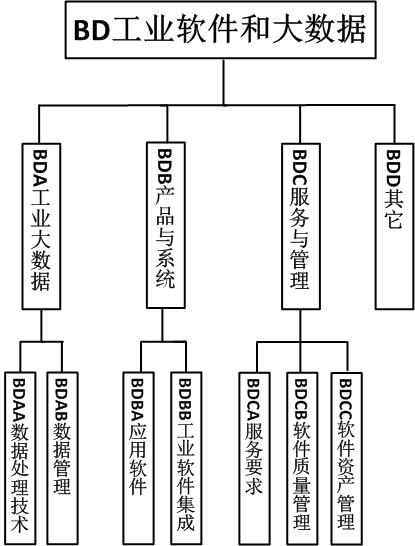 BD工业软件和大数据
BDA工业大数据
BDB产品与系统
BDC服务与管理
BDD其它
BDAA数据处理技术
BDAB数据管理
BDBA应用软件
BDBB工业软件集成
BDCA服务要求
BDCB软件质量管理
BDCC软件资产管理